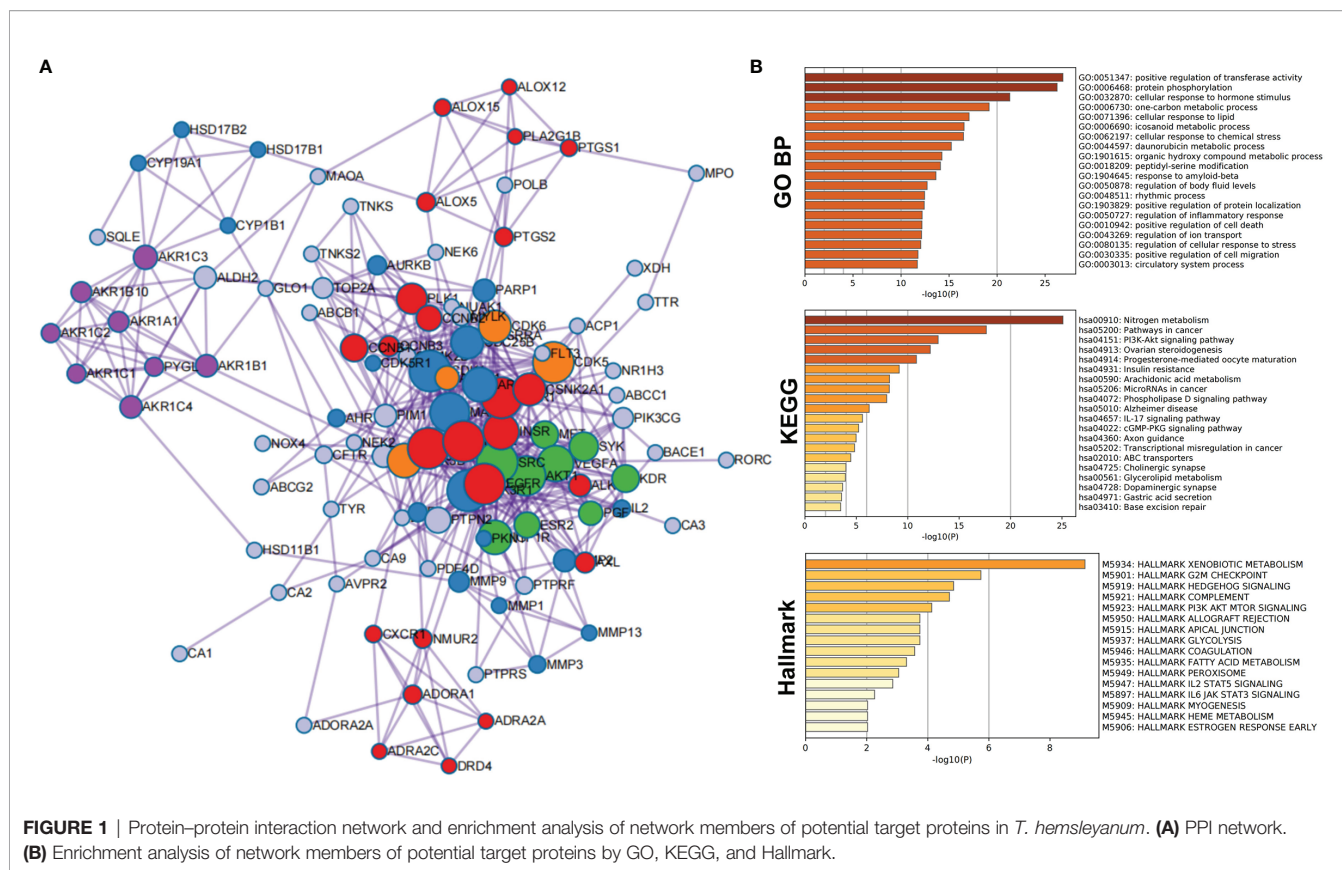 A
ALOX12
ALOX15
PLA2G1B
PTGS1
HSD17B2
HSD17B1
CYP19A1
MAOA
MPO
POLB
ALOX5
TNKS
CYP1B1
PTGS2
SQLE
AKR1C3
TNKS2
NEK6
AURKB
XDH
ALDH2
GLO1
TOP2A
PARP1
AKR1B10
PLK1
NUAK1
TTR
ABCB1
AKR1A1
CCNB2
CDK6
ACP1
AKR1C2
CCNB1
CCNB3
CDC25B
FLT3
CDK5R1
CDK5
PYGL
AKR1B1
NR1H3
AKR1C1
CSNK2A1
ABCC1
AKR1C4
AHR
PIM1
PIK3CG
INSR
MET
NOX4
NEK2
SYK
CFTR
BACE1
RORC
SRC
VEGFA
AKT1
ABCG2
EGFR
ALK
KDR
TYR
IL2
PGF
PTPN2
ESR2
CA3
PKN1
HSD11B1
CA9
AXL
PDE4D
AVPR2
MMP9
PTPRF
CA2
MMP1
CXCR1
NMUR2
MMP13
CA1
PTPRS
MMP3
ADORA1
ADORA2A
ADRA2A
ADRA2C
DRD4
B
GO BP
GO:0051347: positive regulation of transferase activity
GO:0006468: protein phosphorylation
GO:0032870: cellular response to hormone stimulus
GO:0006730: one-carbon metabolic process
GO:0071396: cellular response to lipid
GO:0006690: icosanoid metabolic process
GO:0062197: cellular response to chemical stress
GO:0044597: daunorubicin metabolic process
GO:1901615: organic hydroxy compound metabolic process
GO:0018209: peptidyl-serine modification
GO:1904645: response to amyloid-beta
GO:0050878: regulation of body fluid levels
GO:0048511: rhythmic process
GO:1903829: positive regulation of protein localization
GO:0050727: regulation of inflammatory response
GO:0010942: positive regulation of cell death
GO:0043269: regulation of ion transport
GO:0080135: regulation of cellular response to stress
GO:0030335: positive regulation of cell migration
GO:0003013: circulatory system process
0 5 10 15 20 25
-log10(P)
KEGG
hsa00910: Nitrogen metabolism
hsa05200: Pathways in cancer
hsa04151: PI3K-Akt signaling pathway
hsa04913: Ovarian steroidogenesis
hsa04914: Progesterone-mediated oocyte maturation
hsa04931: Insulin resistance
hsa00590: Arachidonic acid metabolism
hsa05206: MicroRNAs in cancer
hsa04072: Phospholipase D signaling pathway
hsa05010: Alzheimer disease
hsa04657: IL-17 signaling pathway
hsa04022: cGMP-PKG signaling pathway
hsa04360: Axon guidance
hsa05202: Transcriptional misregulation in cancer
hsa02010: ABC transporters
hsa04725: Cholinergic synapse
hsa00561: Glycerolipid metabolism
hsa04728: Dopaminergic synapse
hsa04971: Gastric acid secretion
hsa03410: Base excision repair
0 5 10 15 20 25
-log10(P)
Hallmark
M5934: HALLMARK XENOBIOTIC METABOLISM
M5901: HALLMARK G2M CHECKPOINT
M5919: HALLMARK HEDGEHOG SIGNALING
M5921: HALLMARK COMPLEMENT
M5923: HALLMARK PI3K AKT MTOR SIGNALING
M5950: HALLMARK ALLOGRAFT REJECTION
M5915: HALLMARK APICAL JUNCTION
M5937: HALLMARK GLYCOLYSIS
M5946: HALLMARK COAGULATION
M5935: HALLMARK FATTY ACID METABOLISM
M5949: HALLMARK PEROXISOME
M5947: HALLMARK IL2 STAT5 SIGNALING
M5897: HALLMARK IL6 JAK STAT3 SIGNALING
M5909: HALLMARK MYOGENESIS
M5945: HALLMARK HEME METABOLISM
M5906: HALLMARK ESTROGEN RESPONSE EARLY
0 2 4 6 8
-log10(P)
FIGURE 1 | Protein–protein interaction network and enrichment analysis of network members of potential target proteins in T. hemsleyanum. (A) PPI network.
(B) Enrichment analysis of network members of potential target proteins by GO, KEGG, and Hallmark.